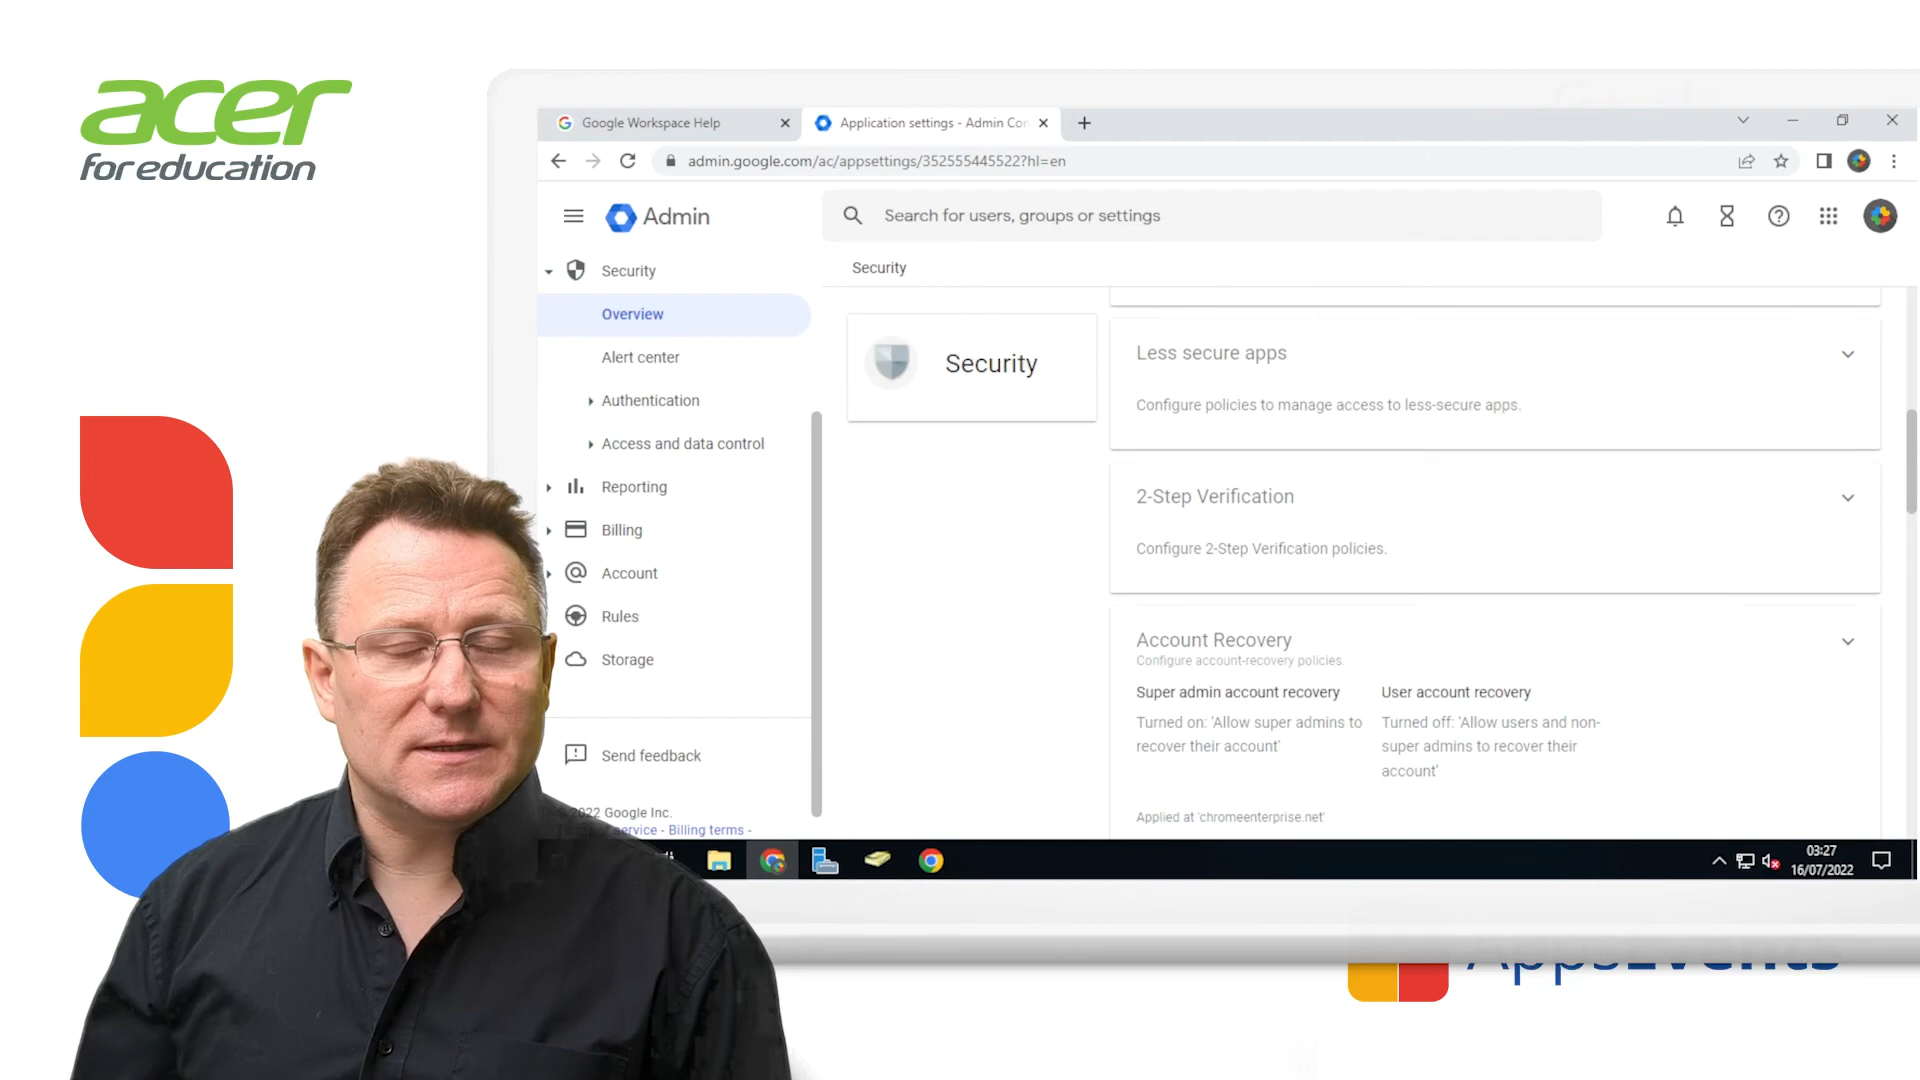 acer
for education
Google Workspace Help
Application settings - Admin Con
admin.google.com/ac/appsettings/352555445522?hl=en
Admin
Search for users, groups or settings
Security
Overview
Alert center
Authentication
Access and data control
Reporting
Billing
Account
Rules
Storage
Send feedback
2022 Google Inc.
service - Billing terms -
Security
Security
Less secure apps
Configure policies to manage access to less-secure apps.
2-Step Verification
Configure 2-Step Verification policies.
Account Recovery
Configure account-recovery policies.
Super admin account recovery
Turned on: 'Allow super admins to
recover their account'
User account recovery
Turned off: 'Allow users and non-
super admins to recover their
account'
Applied at 'chromeenterprise.net'
03:27
16/07/2022
AppsEvents